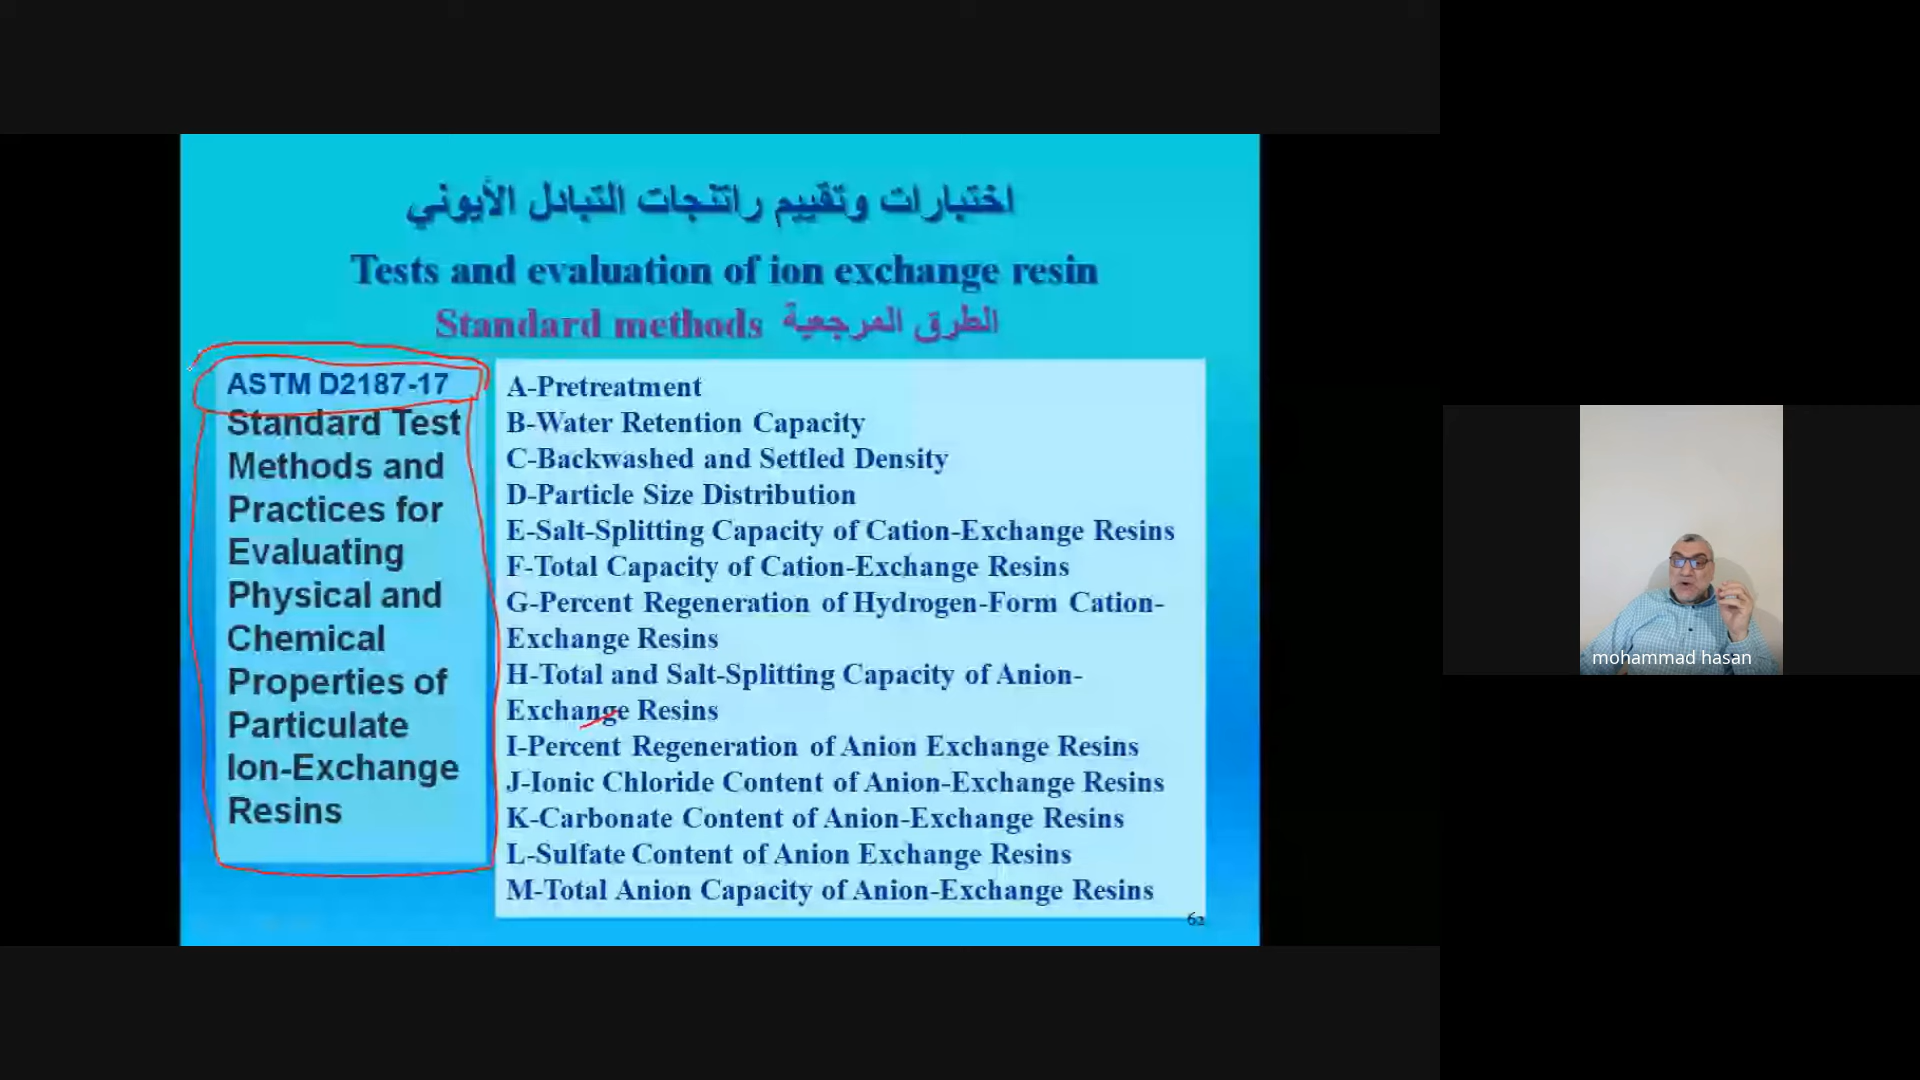 اختبارات وتقييم راتنجات التبادل الأيوني
Tests and evaluation of ion exchange resin
Standard methods الطرق المرجعية
ASTM D2187-17
Standard Test
Methods and
Practices for
Evaluating
Physical and
Chemical
Properties of
Particulate
Ion-Exchange
Resins
A-Pretreatment
B-Water Retention Capacity
C-Backwashed and Settled Density
D-Particle Size Distribution
E-Salt-Splitting Capacity of Cation-Exchange Resins
F-Total Capacity of Cation-Exchange Resins
G-Percent Regeneration of Hydrogen-Form Cation-
Exchange Resins
H-Total and Salt-Splitting Capacity of Anion-
Exchange Resins
I-Percent Regeneration of Anion Exchange Resins
J-Ionic Chloride Content of Anion-Exchange Resins
K-Carbonate Content of Anion-Exchange Resins
L-Sulfate Content of Anion Exchange Resins
M-Total Anion Capacity of Anion-Exchange Resins
mohammad hasan